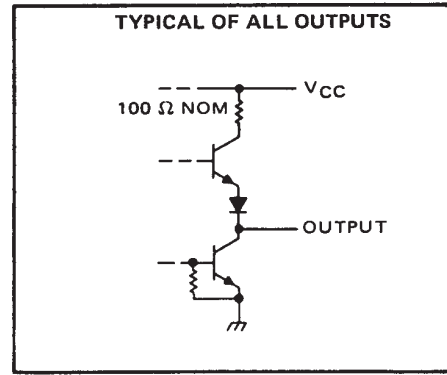 TYPICAL OF ALL OUTPUTS
VCC
100 Ω NOM
OUTPUT